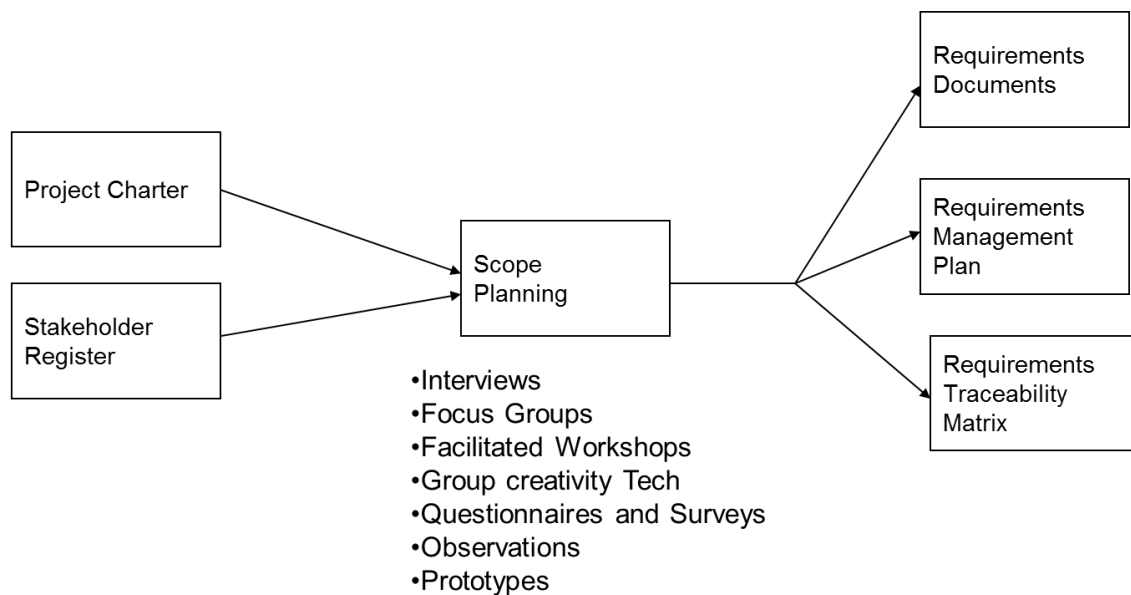 Project Charter
Stakeholder
Register
Scope
Planning
•Interviews
•Focus Groups
•Facilitated Workshops
•Group creativity Tech
•Questionnaires and Surveys
•Observations
•Prototypes
Requirements
Documents
Requirements
Management
Plan
Requirements
Traceability
Matrix